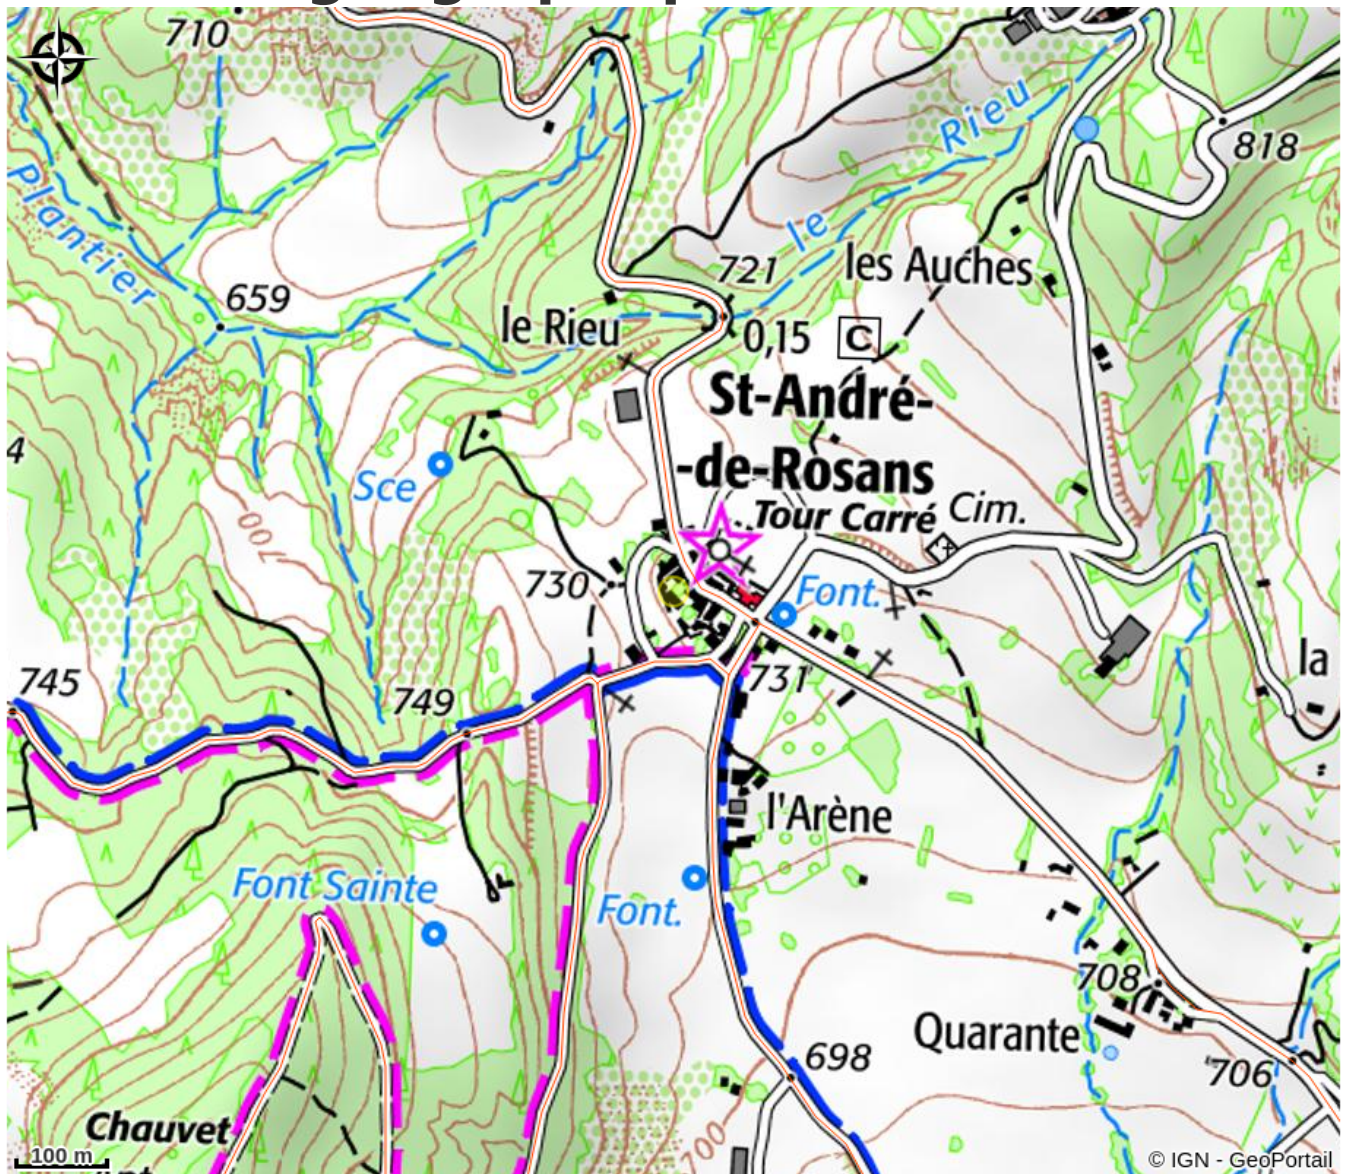 710
818
Rieu
le
Plantier
721
les Auches
659
le Rieu
0,15
C
St-André-
-de-Rosans
4
Sce
Tour Carré
Cim.
700
730
Font.
la
745
749
731
l'Arène
Font Sainte
Font.
708
Quarante
698
706
Chauvet
700
100 m
© IGN - GeoPortail